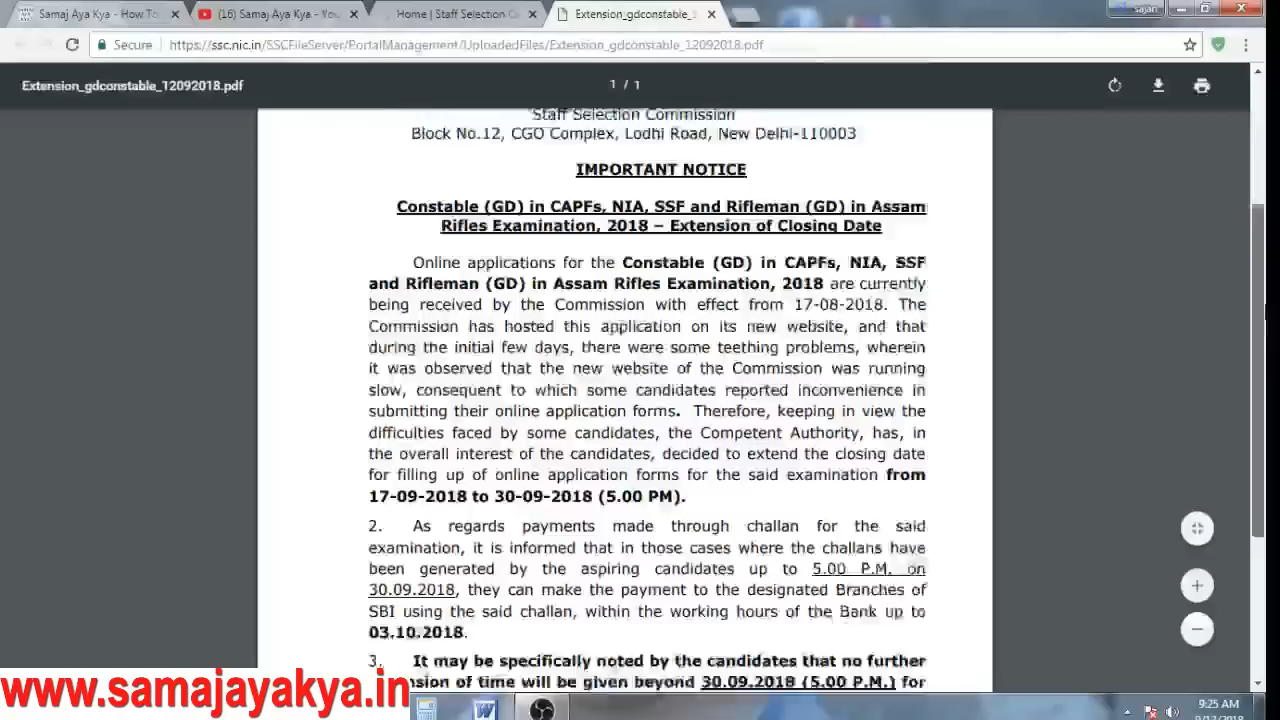 Samaj Aya Kya - How To
(16) Samaj Aya Kya - You
Home | Staff Selection C
Extension_gdconstable_1
sajan
Secure
https://ssc.nic.in/SSCFileServer/PortalManagement/UploadedFiles/Extension_gdconstable_12092018.pdf
Extension_gdconstable_12092018.pdf
1 / 1
Staff Selection Commission
Block No.12, CGO Complex, Lodhi Road, New Delhi-110003
IMPORTANT NOTICE
Constable (GD) in CAPFs, NIA, SSF and Rifleman (GD) in Assam
Rifles Examination, 2018 – Extension of Closing Date
Online applications for the Constable (GD) in CAPFs, NIA, SSF
and Rifleman (GD) in Assam Rifles Examination, 2018 are currently
being received by the Commission with effect from 17-08-2018. The
Commission has hosted this application on its new website, and that
during the initial few days, there were some teething problems, wherein
it was observed that the new website of the Commission was running
slow, consequent to which some candidates reported inconvenience in
submitting their online application forms. Therefore, keeping in view the
difficulties faced by some candidates, the Competent Authority, has, in
the overall interest of the candidates, decided to extend the closing date
for filling up of online application forms for the said examination from
17-09-2018 to 30-09-2018 (5.00 PM).
2. As regards payments made through challan for the said
examination, it is informed that in those cases where the challans have
been generated by the aspiring candidates up to 5.00 P.M. on
30.09.2018, they can make the payment to the designated Branches of
SBI using the said challan, within the working hours of the Bank up to
03.10.2018.
3. It may be specifically noted by the candidates that no further
nsion of time will be given beyond 30.09.2018 (5.00 P.M.) for
www.samajayakya.in
9:25 AM